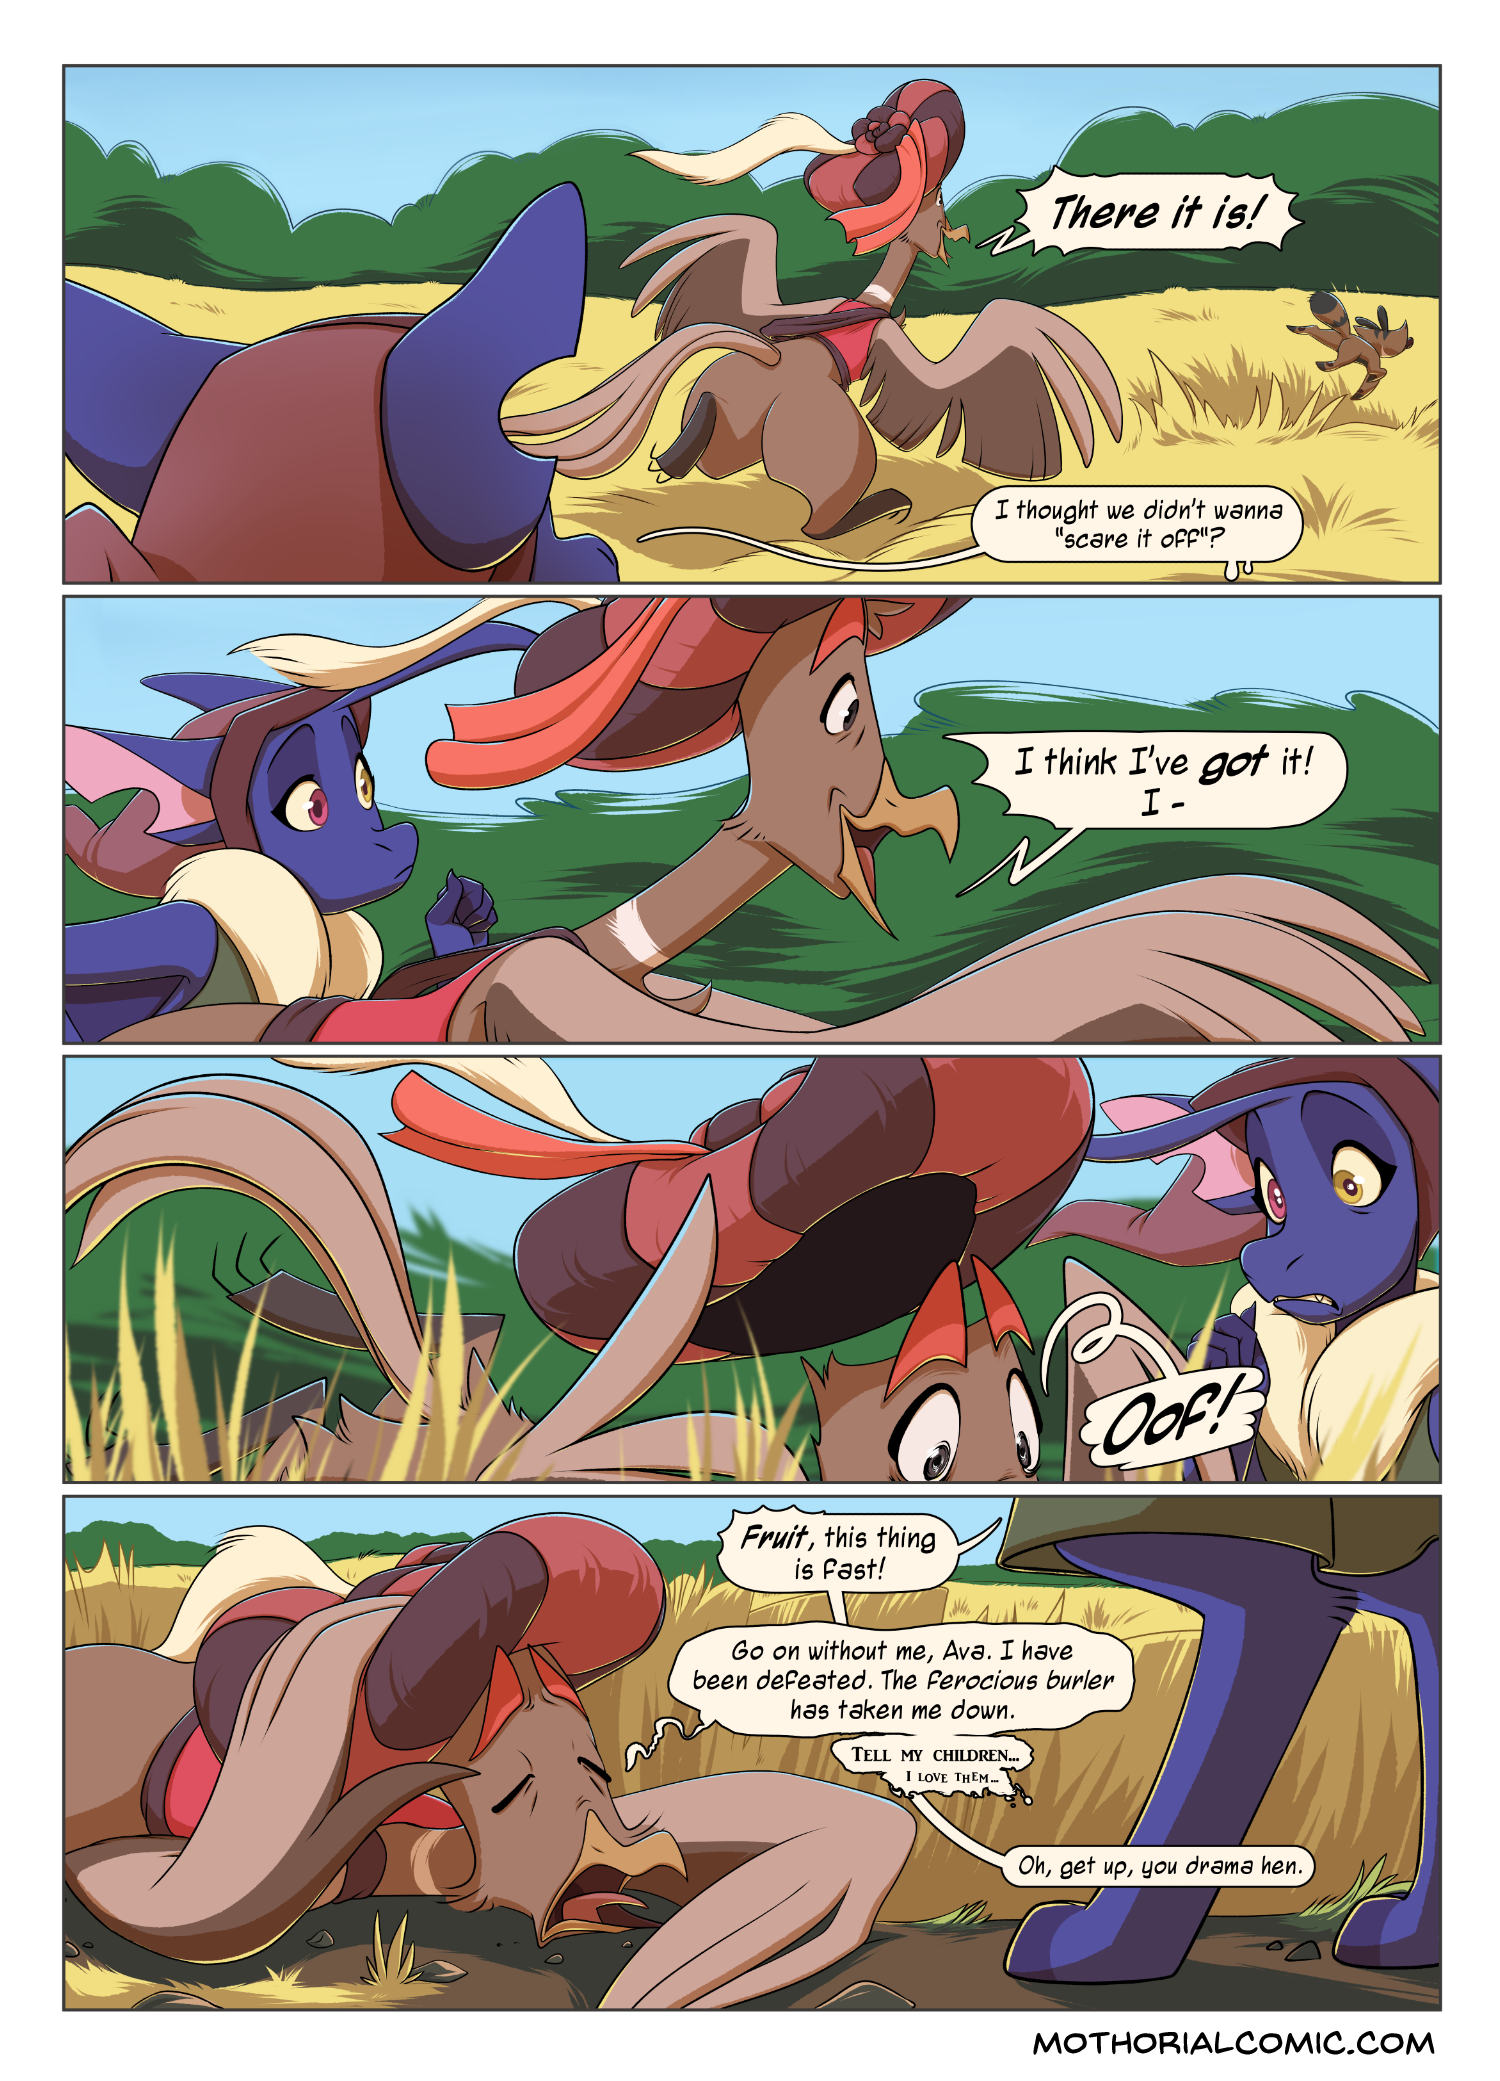 There it is!
I thought we didn't wanna
"scare it off"?
I think I've got it!
I -
Oof!
Fruit, this thing
is fast!
Go on without me, Ava. I have
been defeated. The ferocious burler
has taken me down.
TELL MY CHILDREN...
I LOVE THEM...
Oh, get up, you drama hen.
MOTHORIALCOMIC.COM